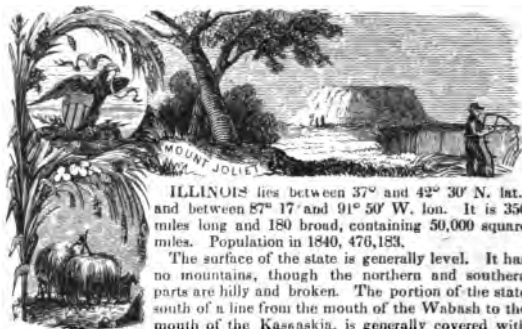 MOUNT JOLIET
ILLINOIS lies between 37° and 42° 30' N. lat.
and between 87° 17' and 91° 50' W. lon. It is 350
miles long and 180 broad, containing 50,000 square
miles. Population in 1840, 476,183.
The surface of the state is generally level. It has
no mountains, though the northern and southern
parts are hilly and broken. The portion of the state
south of a line from the mouth of the Wabash to the
mouth of the Kaskaskia, is generally covered with